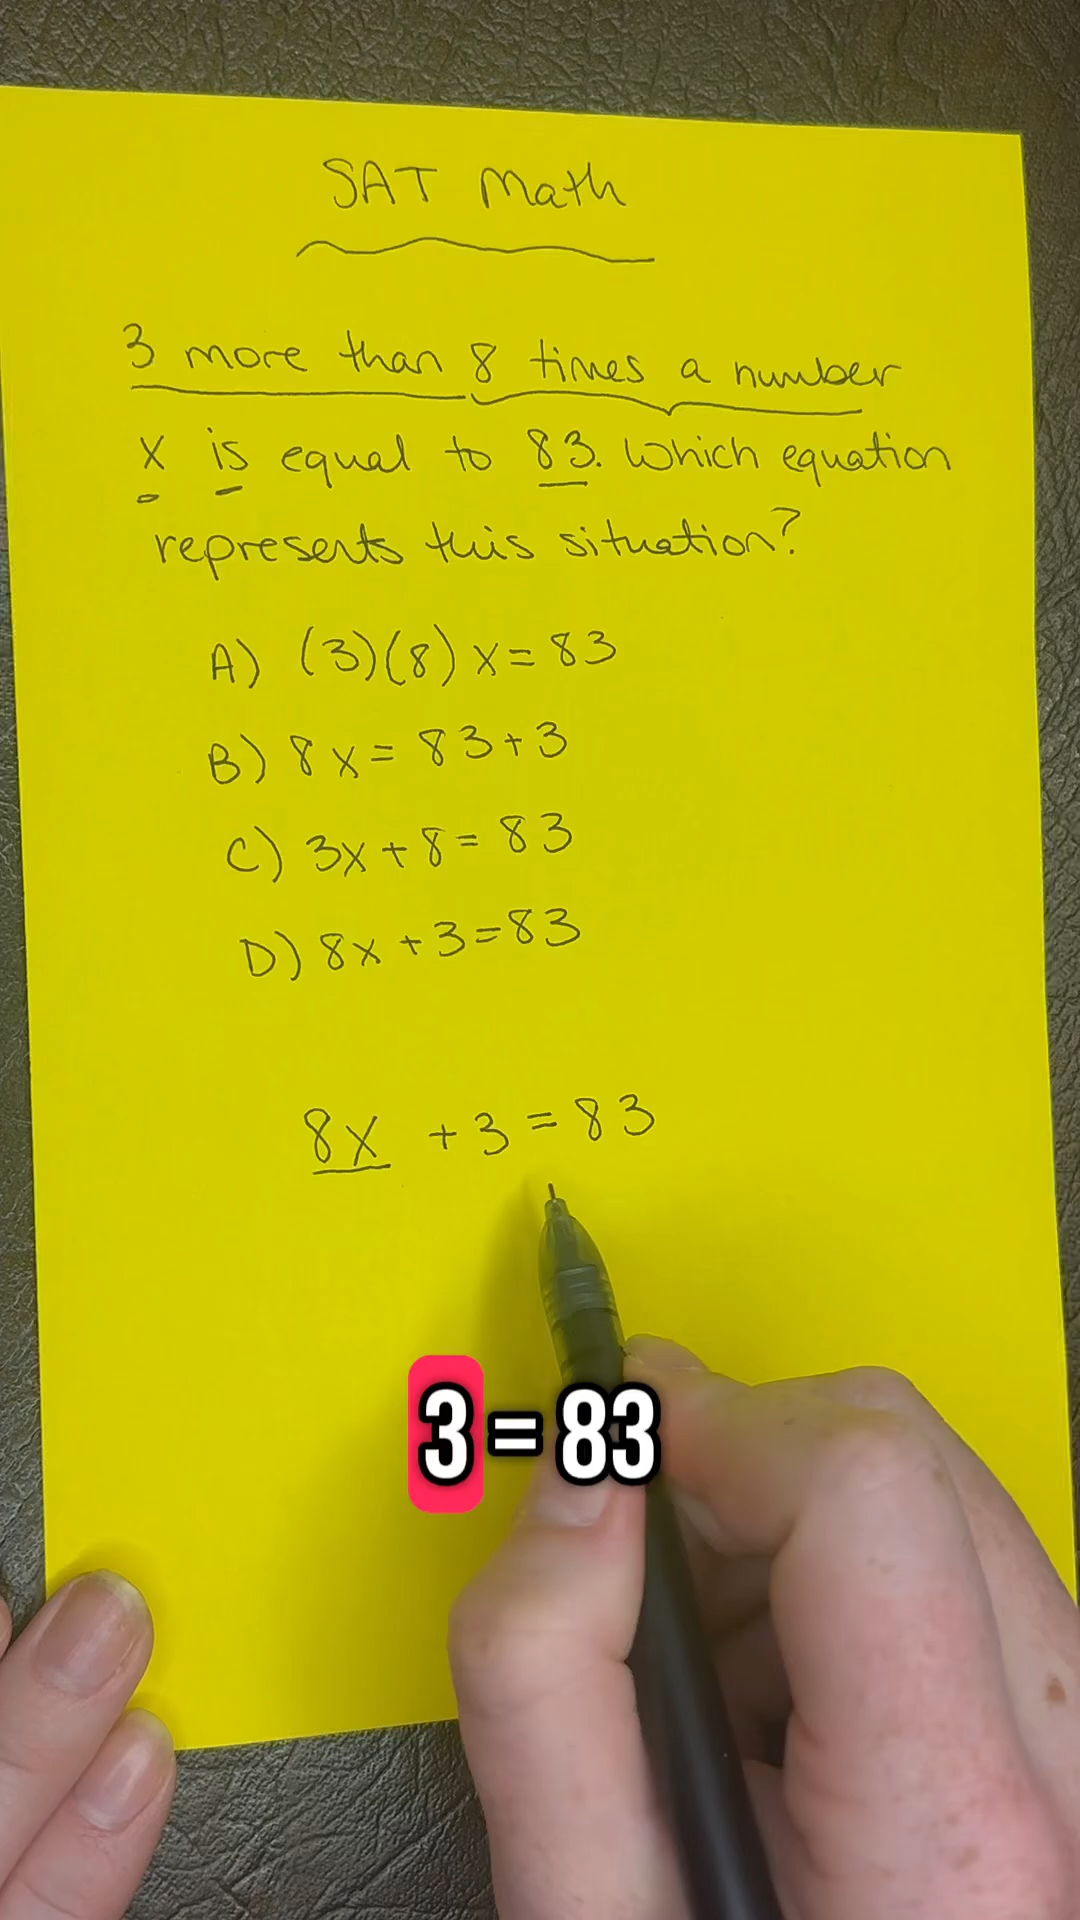 SAT Math
3 more than 8 times a number
x is equal to 83. Which equation
represents this situation?
A) (3)(8)x=83
B) 8x=83+3
C) 3x+8=83
D) 8x+3=83
8x +3=83
3=83